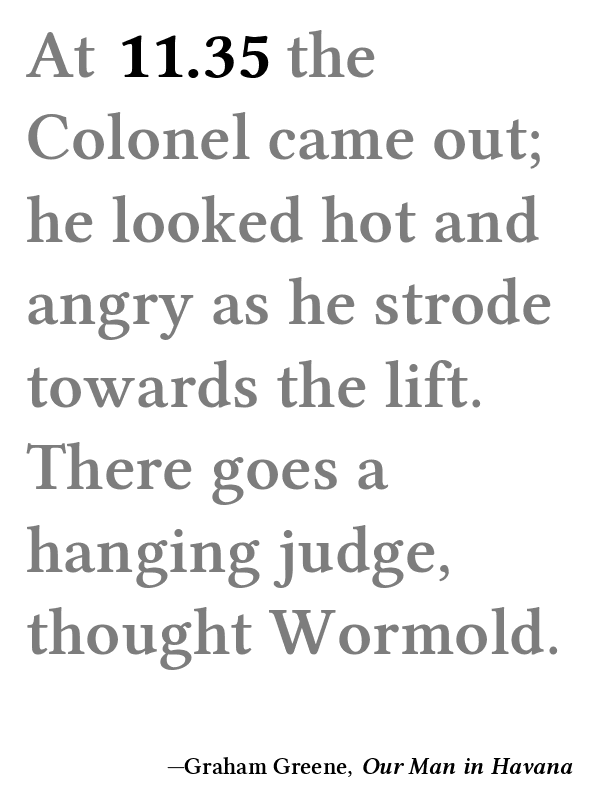 At 11.35 the
Colonel came out;
he looked hot and
angry as he strode
towards the lift.
There goes a
hanging judge,
thought Wormold.
—Graham Greene, Our Man in Havana